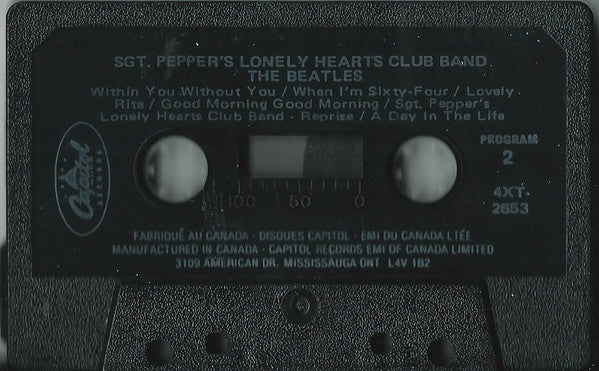 SGT. PEPPER'S LONELY HEARTS CLUB BAND
THE BEATLES
Within You Without You / When I'm Sixty-Four / Lovely
Rita / Good Morning Good Morning / Sgt. Pepper's
Lonely Hearts Club Band - Reprise / A Day In The Life
PROGRAM
2
Capitol
RECORDS
100 50 0
4XT-
2653
FABRIQUÉ AU CANADA · DISQUES CAPITOL · EMI DU CANADA LTÉE
MANUFACTURED IN CANADA · CAPITOL RECORDS EMI OF CANADA LIMITED
3109 AMERICAN DR. MISSISSAUGA ONT L4V 1B2